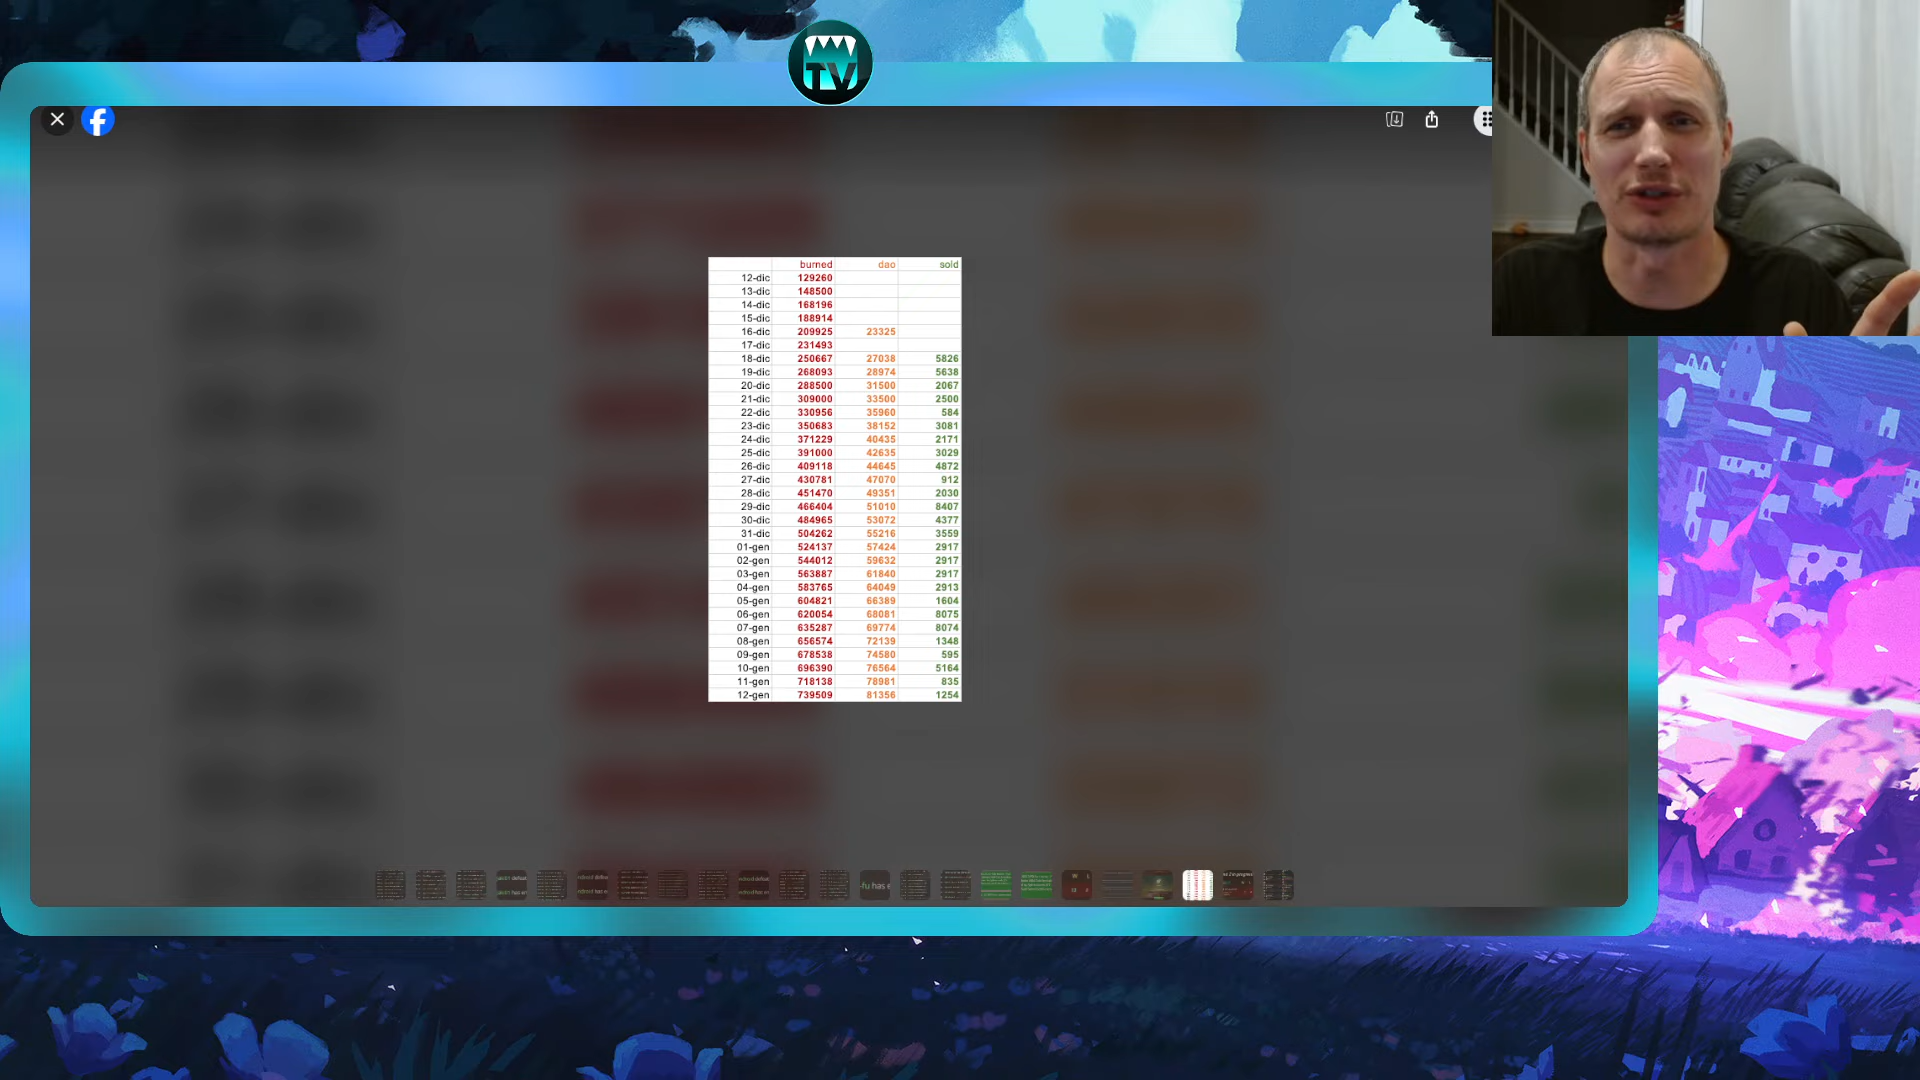 TV
burned dao sold
12-dic 129260
13-dic 148500
14-dic 168196
15-dic 188914
16-dic 209925 23325
17-dic 231493
18-dic 250667 27038 5826
19-dic 268093 28974 5638
20-dic 288500 31500 2067
21-dic 309000 33500 2500
22-dic 330956 35960 584
23-dic 350683 38152 3081
24-dic 371229 40435 2171
25-dic 391000 42635 3029
26-dic 409118 44645 4872
27-dic 430781 47070 912
28-dic 451470 49351 2030
29-dic 466404 51010 8407
30-dic 484965 53072 4377
31-dic 504262 55216 3559
01-gen 524137 57424 2917
02-gen 544012 59632 2917
03-gen 563887 61840 2917
04-gen 583765 64049 2913
05-gen 604821 66389 1604
06-gen 620054 68081 8075
07-gen 635287 69774 8074
08-gen 656574 72139 1348
09-gen 678538 74580 595
10-gen 696390 76564 5164
11-gen 718138 78981 835
12-gen 739509 81356 1254